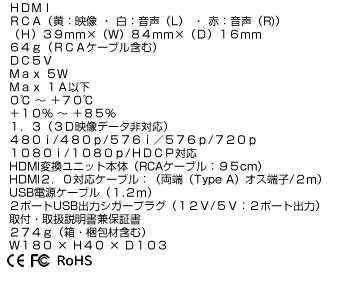 ＨＤＭＩ
ＲＣＡ（黄：映像 ・ 白：音声（Ｌ） ・ 赤：音声（Ｒ））
（Ｈ）３９mm×（Ｗ）８４mm×（Ｄ）１６mm
６４ｇ（ＲＣＡケーブル含む）
ＤＣ５Ｖ
Ｍａｘ ５Ｗ
Ｍａｘ １Ａ以下
０℃ ～ ＋７０℃
＋１０％ ～ ＋８５％
１．３（３Ｄ映像データ非対応）
４８０ｉ／４８０ｐ／５７６ｉ／５７６ｐ／７２０ｐ
１０８０ｉ／１０８０ｐ／ＨＤＣＰ対応
HDMI変換ユニット本体（RCAケーブル：９５cm）
HDMI２．０対応ケーブル：（両端（Type A）オス端子／２ｍ）
USB電源ケーブル（１.２ｍ）
２ポートUSB出力シガープラグ（１２Ｖ／５Ｖ：２ポート出力）
取付・取扱説明書兼保証書
２７４ｇ（箱・梱包材含む）
Ｗ１８０ × Ｈ４０ × Ｄ１０３
CE FC RoHS